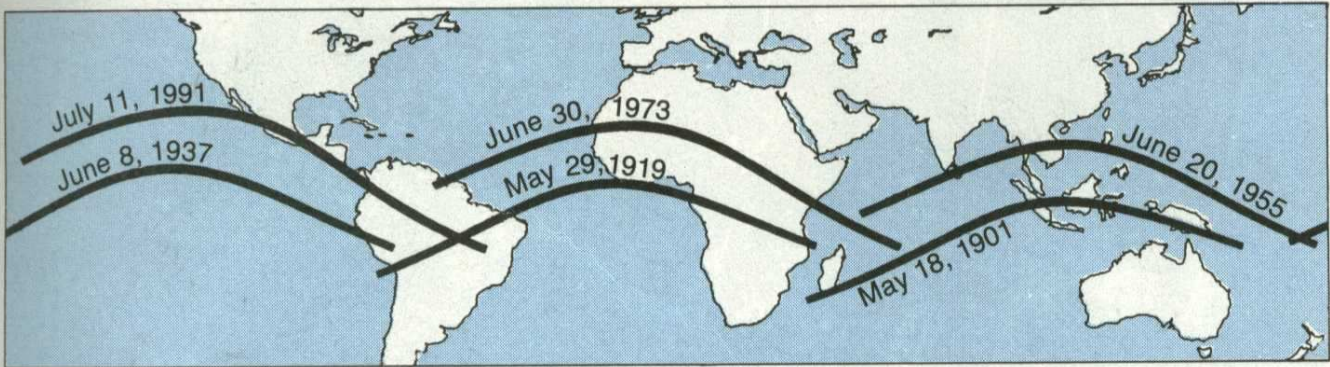 July 11, 1991
June 8, 1937
June 30, 1973
May 29, 1919
June 20, 1955
May 18, 1901